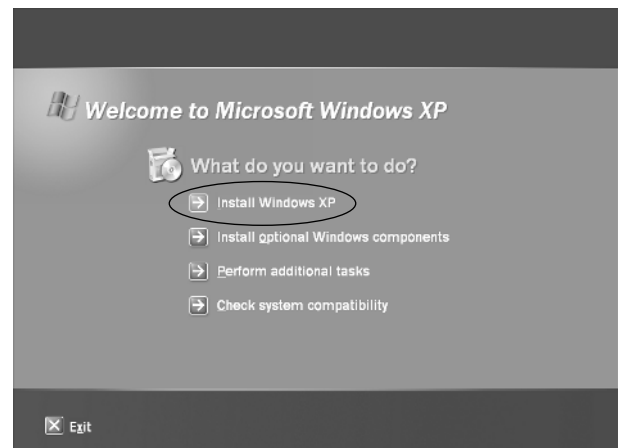 Welcome to Microsoft Windows XP
What do you want to do?
Install Windows XP
Install optional Windows components
Perform additional tasks
Check system compatibility
Exit